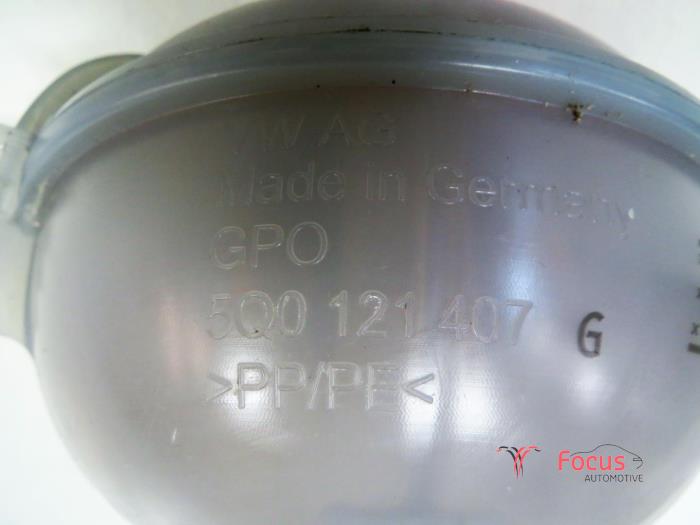 VW AG
Made in Germany
GPO
5Q0 121 407 G
>PP/PE<
Focus
AUTOMOTIVE